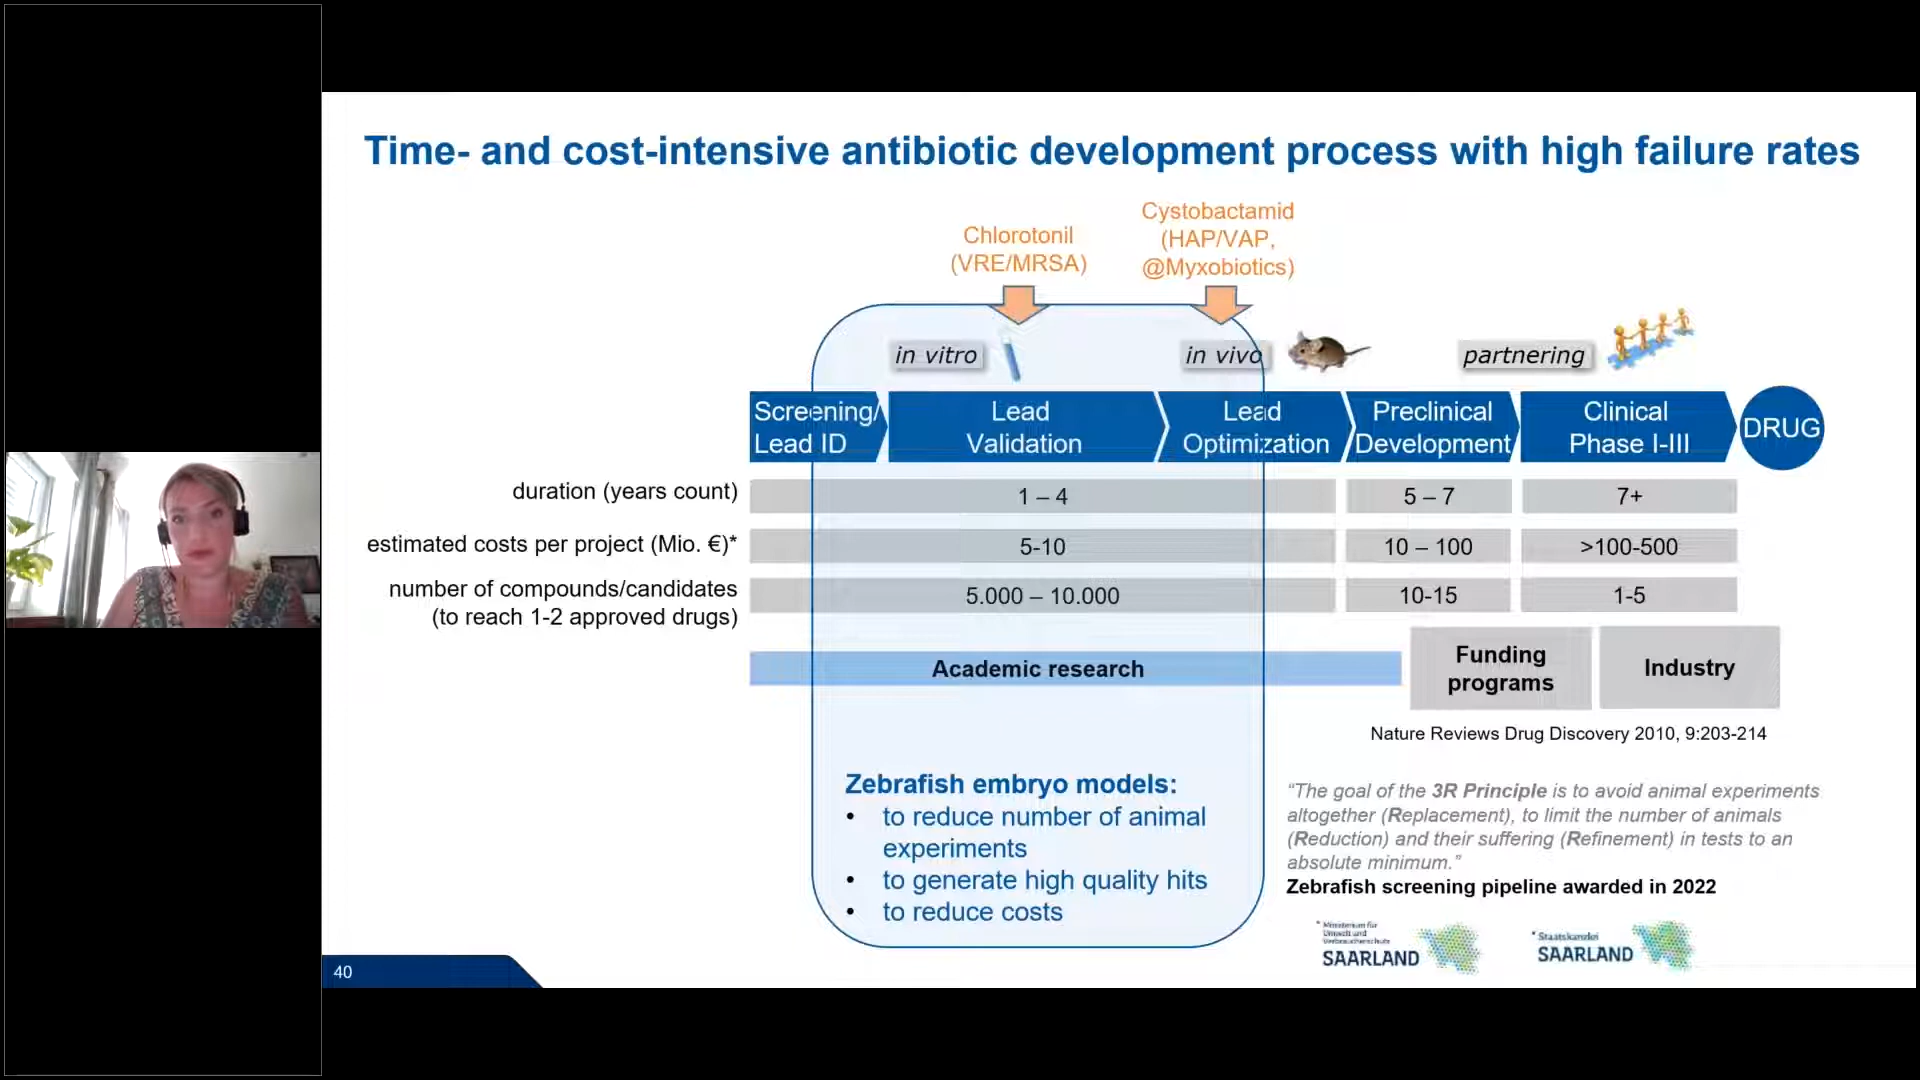 Time- and cost-intensive antibiotic development process with high failure rates
Chlorotonil
(VRE/MRSA)
Cystobactamid
(HAP/VAP,
@Myxobiotics)
in vitro
in vivo
partnering
Screening/
Lead ID
Lead
Validation
Lead
Optimization
Preclinical
Development
Clinical
Phase I-III
DRUG
duration (years count)
1 – 4
5 – 7
7+
estimated costs per project (Mio. €)*
5-10
10 – 100
>100-500
number of compounds/candidates
(to reach 1-2 approved drugs)
5.000 – 10.000
10-15
1-5
Academic research
Funding
programs
Industry
Nature Reviews Drug Discovery 2010, 9:203-214
Zebrafish embryo models:
• to reduce number of animal
experiments
• to generate high quality hits
• to reduce costs
“The goal of the 3R Principle is to avoid animal experiments
altogether (Replacement), to limit the number of animals
(Reduction) and their suffering (Refinement) in tests to an
absolute minimum.”
Zebrafish screening pipeline awarded in 2022
Ministerium für
Umwelt und
Verbraucherschutz
SAARLAND
Staatskanzlei
SAARLAND
40